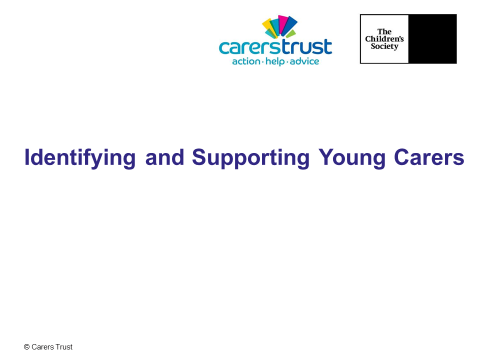 carerstrust
action·help·advice
The
Children's
Society
Identifying and Supporting Young Carers
© Carers Trust